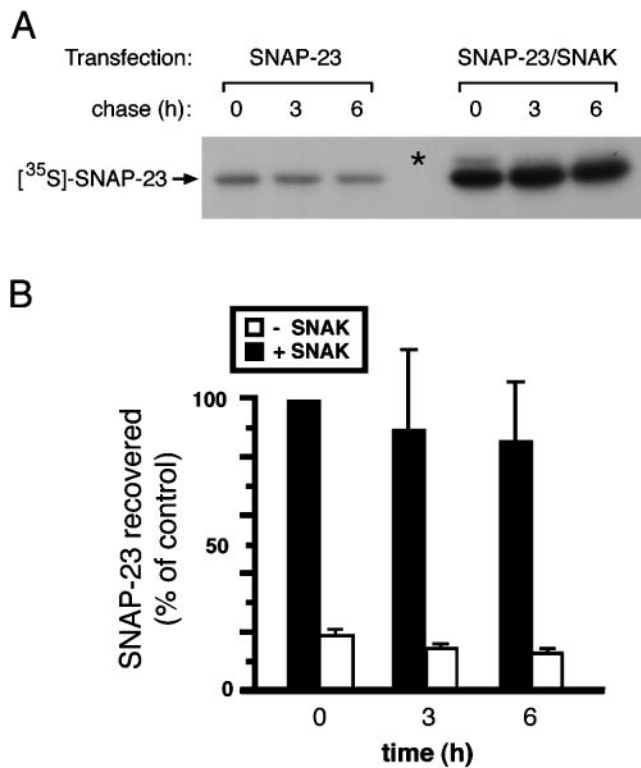 A
Transfection: SNAP-23 SNAP-23/SNAK
chase (h): 0 3 6 0 3 6
*
[³⁵S]-SNAP-23
B
- SNAK
+ SNAK
100
50
0
SNAP-23 recovered
(% of control)
0 3 6
time (h)